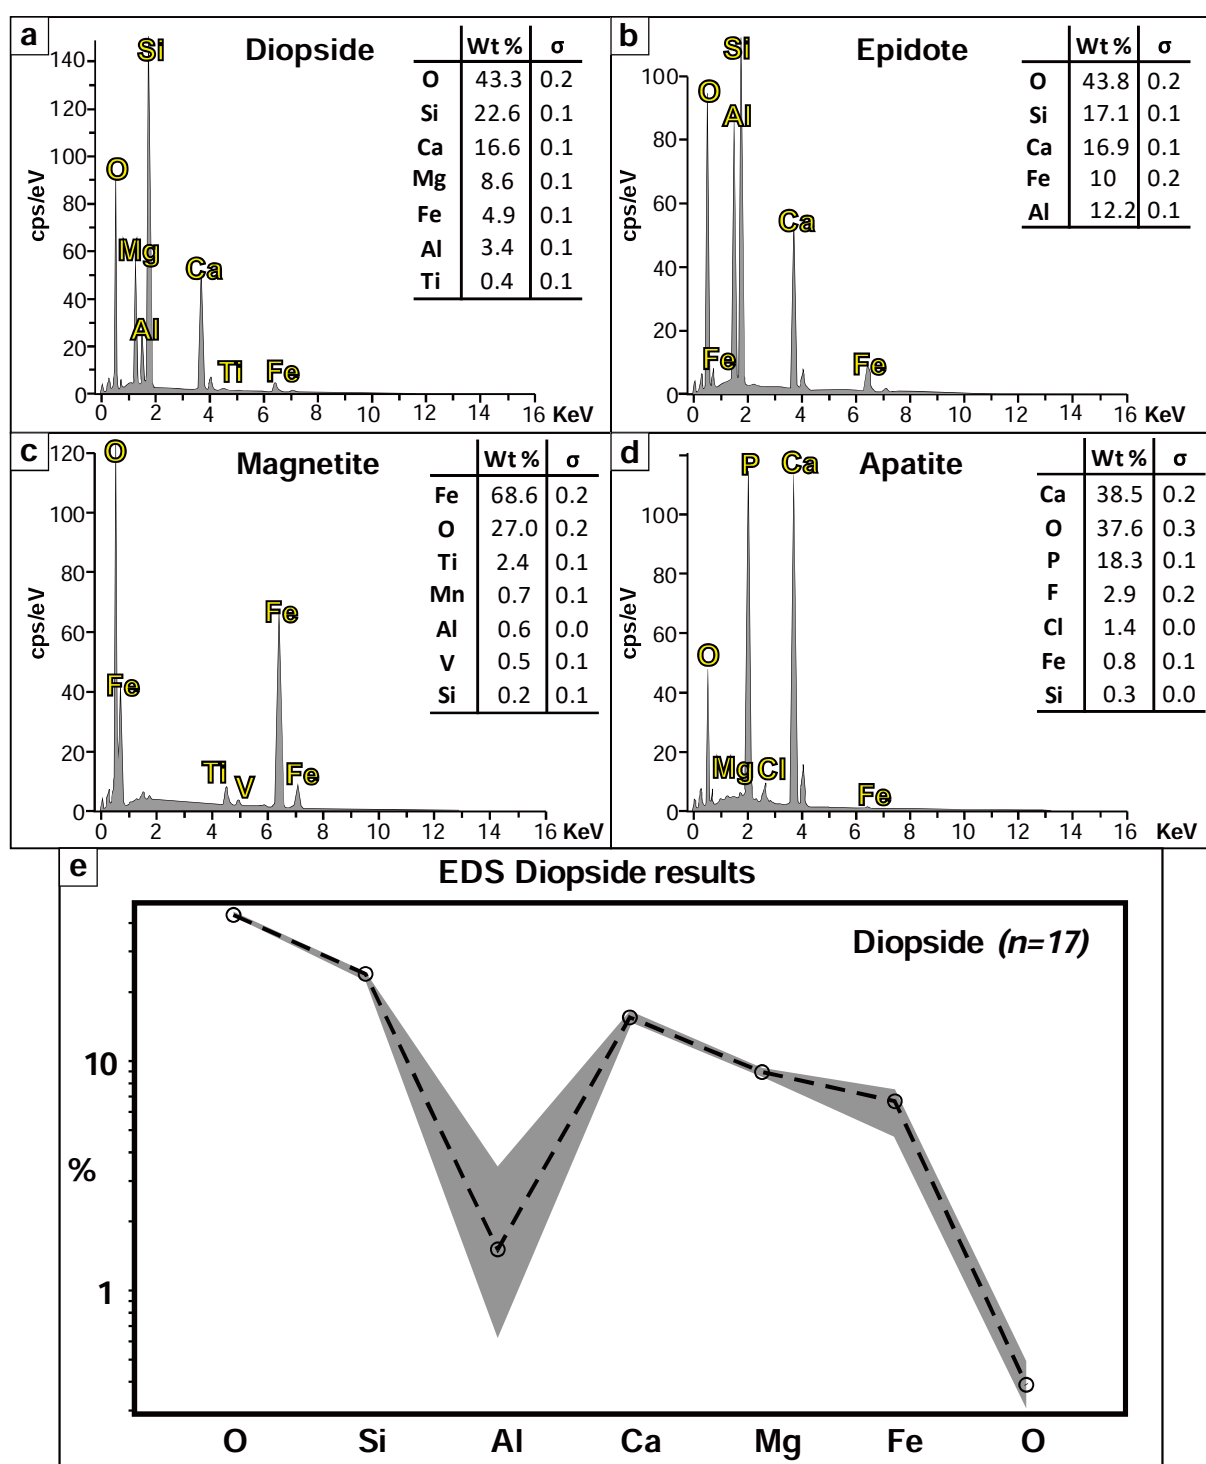 a
Diopside
Si
O
Mg
Al
Ca
Ti
Fe
cps/eV
140
120
100
80
60
40
20
0
0 2 4 6 8 10 12 14 16 KeV
Wt % σ
O 43.3 0.2
Si 22.6 0.1
Ca 16.6 0.1
Mg 8.6 0.1
Fe 4.9 0.1
Al 3.4 0.1
Ti 0.4 0.1
b
Epidote
Si
O
Al
Ca
Fe
Fe
cps/eV
100
80
60
40
20
0
0 2 4 6 8 10 12 14 16 KeV
Wt % σ
O 43.8 0.2
Si 17.1 0.1
Ca 16.9 0.1
Fe 10 0.2
Al 12.2 0.1
c
Magnetite
O
Fe
Fe
Ti
V
Fe
cps/eV
120
100
80
60
40
20
0
0 2 4 6 8 10 12 14 16 KeV
Wt % σ
Fe 68.6 0.2
O 27.0 0.2
Ti 2.4 0.1
Mn 0.7 0.1
Al 0.6 0.0
V 0.5 0.1
Si 0.2 0.1
d
Apatite
P
Ca
O
Mg
Cl
Fe
cps/eV
100
80
60
40
20
0
0 2 4 6 8 10 12 14 16 KeV
Wt % σ
Ca 38.5 0.2
O 37.6 0.3
P 18.3 0.1
F 2.9 0.2
Cl 1.4 0.0
Fe 0.8 0.1
Si 0.3 0.0
e
EDS Diopside results
Diopside (n=17)
10
%
1
O Si Al Ca Mg Fe O